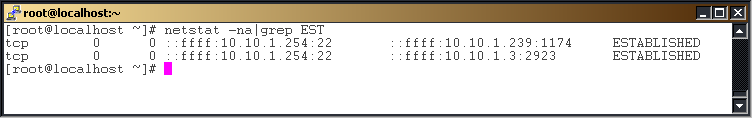 root@localhost:~
[root@localhost ~]# netstat -na|grep EST
tcp        0      0 ::ffff:10.10.1.254:22       ::ffff:10.10.1.239:1174     ESTABLISHED
tcp        0      0 ::ffff:10.10.1.254:22       ::ffff:10.10.1.3:2923       ESTABLISHED
[root@localhost ~]#